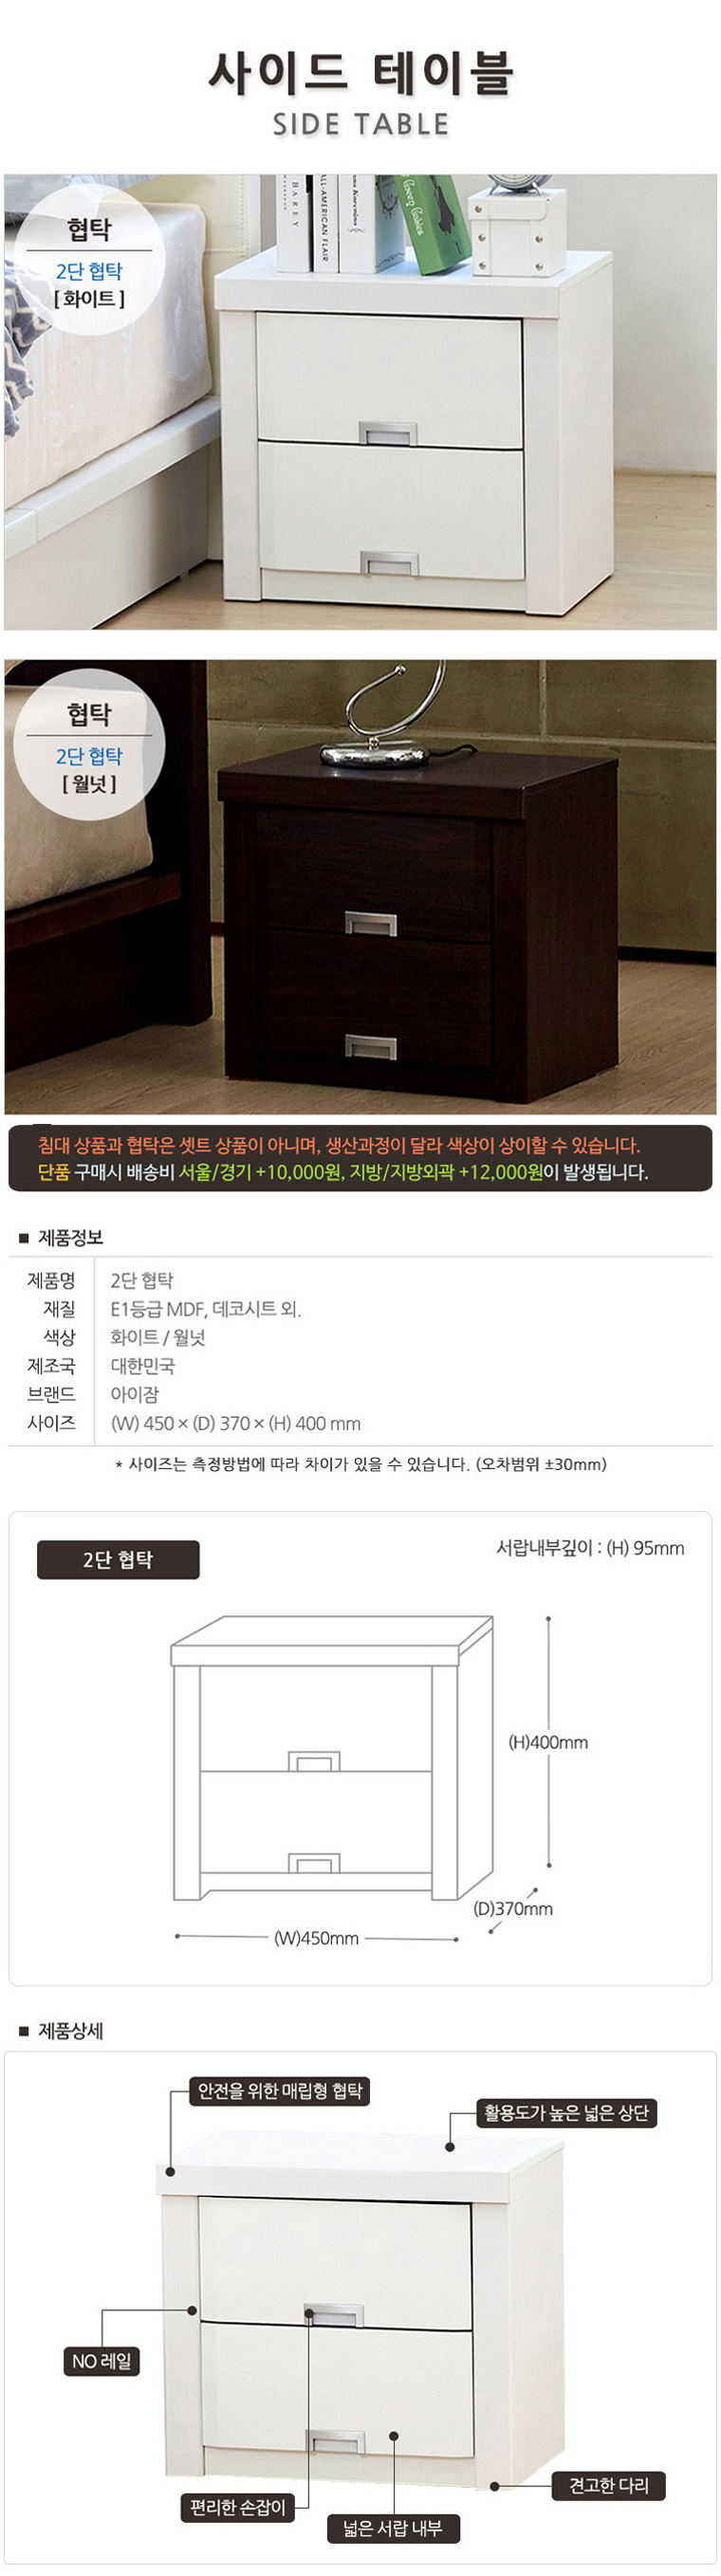 사이드 테이블
SIDE TABLE
협탁
2단 협탁
[ 화이트 ]
BAREY
ALL-AMERICAN FLAIR
협탁
2단 협탁
[ 월넛 ]
침대 상품과 협탁은 셋트 상품이 아니며, 생산과정이 달라 색상이 상이할 수 있습니다.
단품 구매시 배송비 서울/경기 +10,000원, 지방/지방외곽 +12,000원이 발생됩니다.
■ 제품정보
제품명 2단 협탁
재질 E1등급 MDF, 데코시트 외.
색상 화이트 / 월넛
제조국 대한민국
브랜드 아이잠
사이즈 (W) 450 × (D) 370 × (H) 400 mm
* 사이즈는 측정방법에 따라 차이가 있을 수 있습니다. (오차범위 ±30mm)
2단 협탁
서랍내부깊이 : (H) 95mm
(H)400mm
(D)370mm
(W)450mm
■ 제품상세
안전을 위한 매립형 협탁
활용도가 높은 넓은 상단
NO 레일
견고한 다리
편리한 손잡이
넓은 서랍 내부